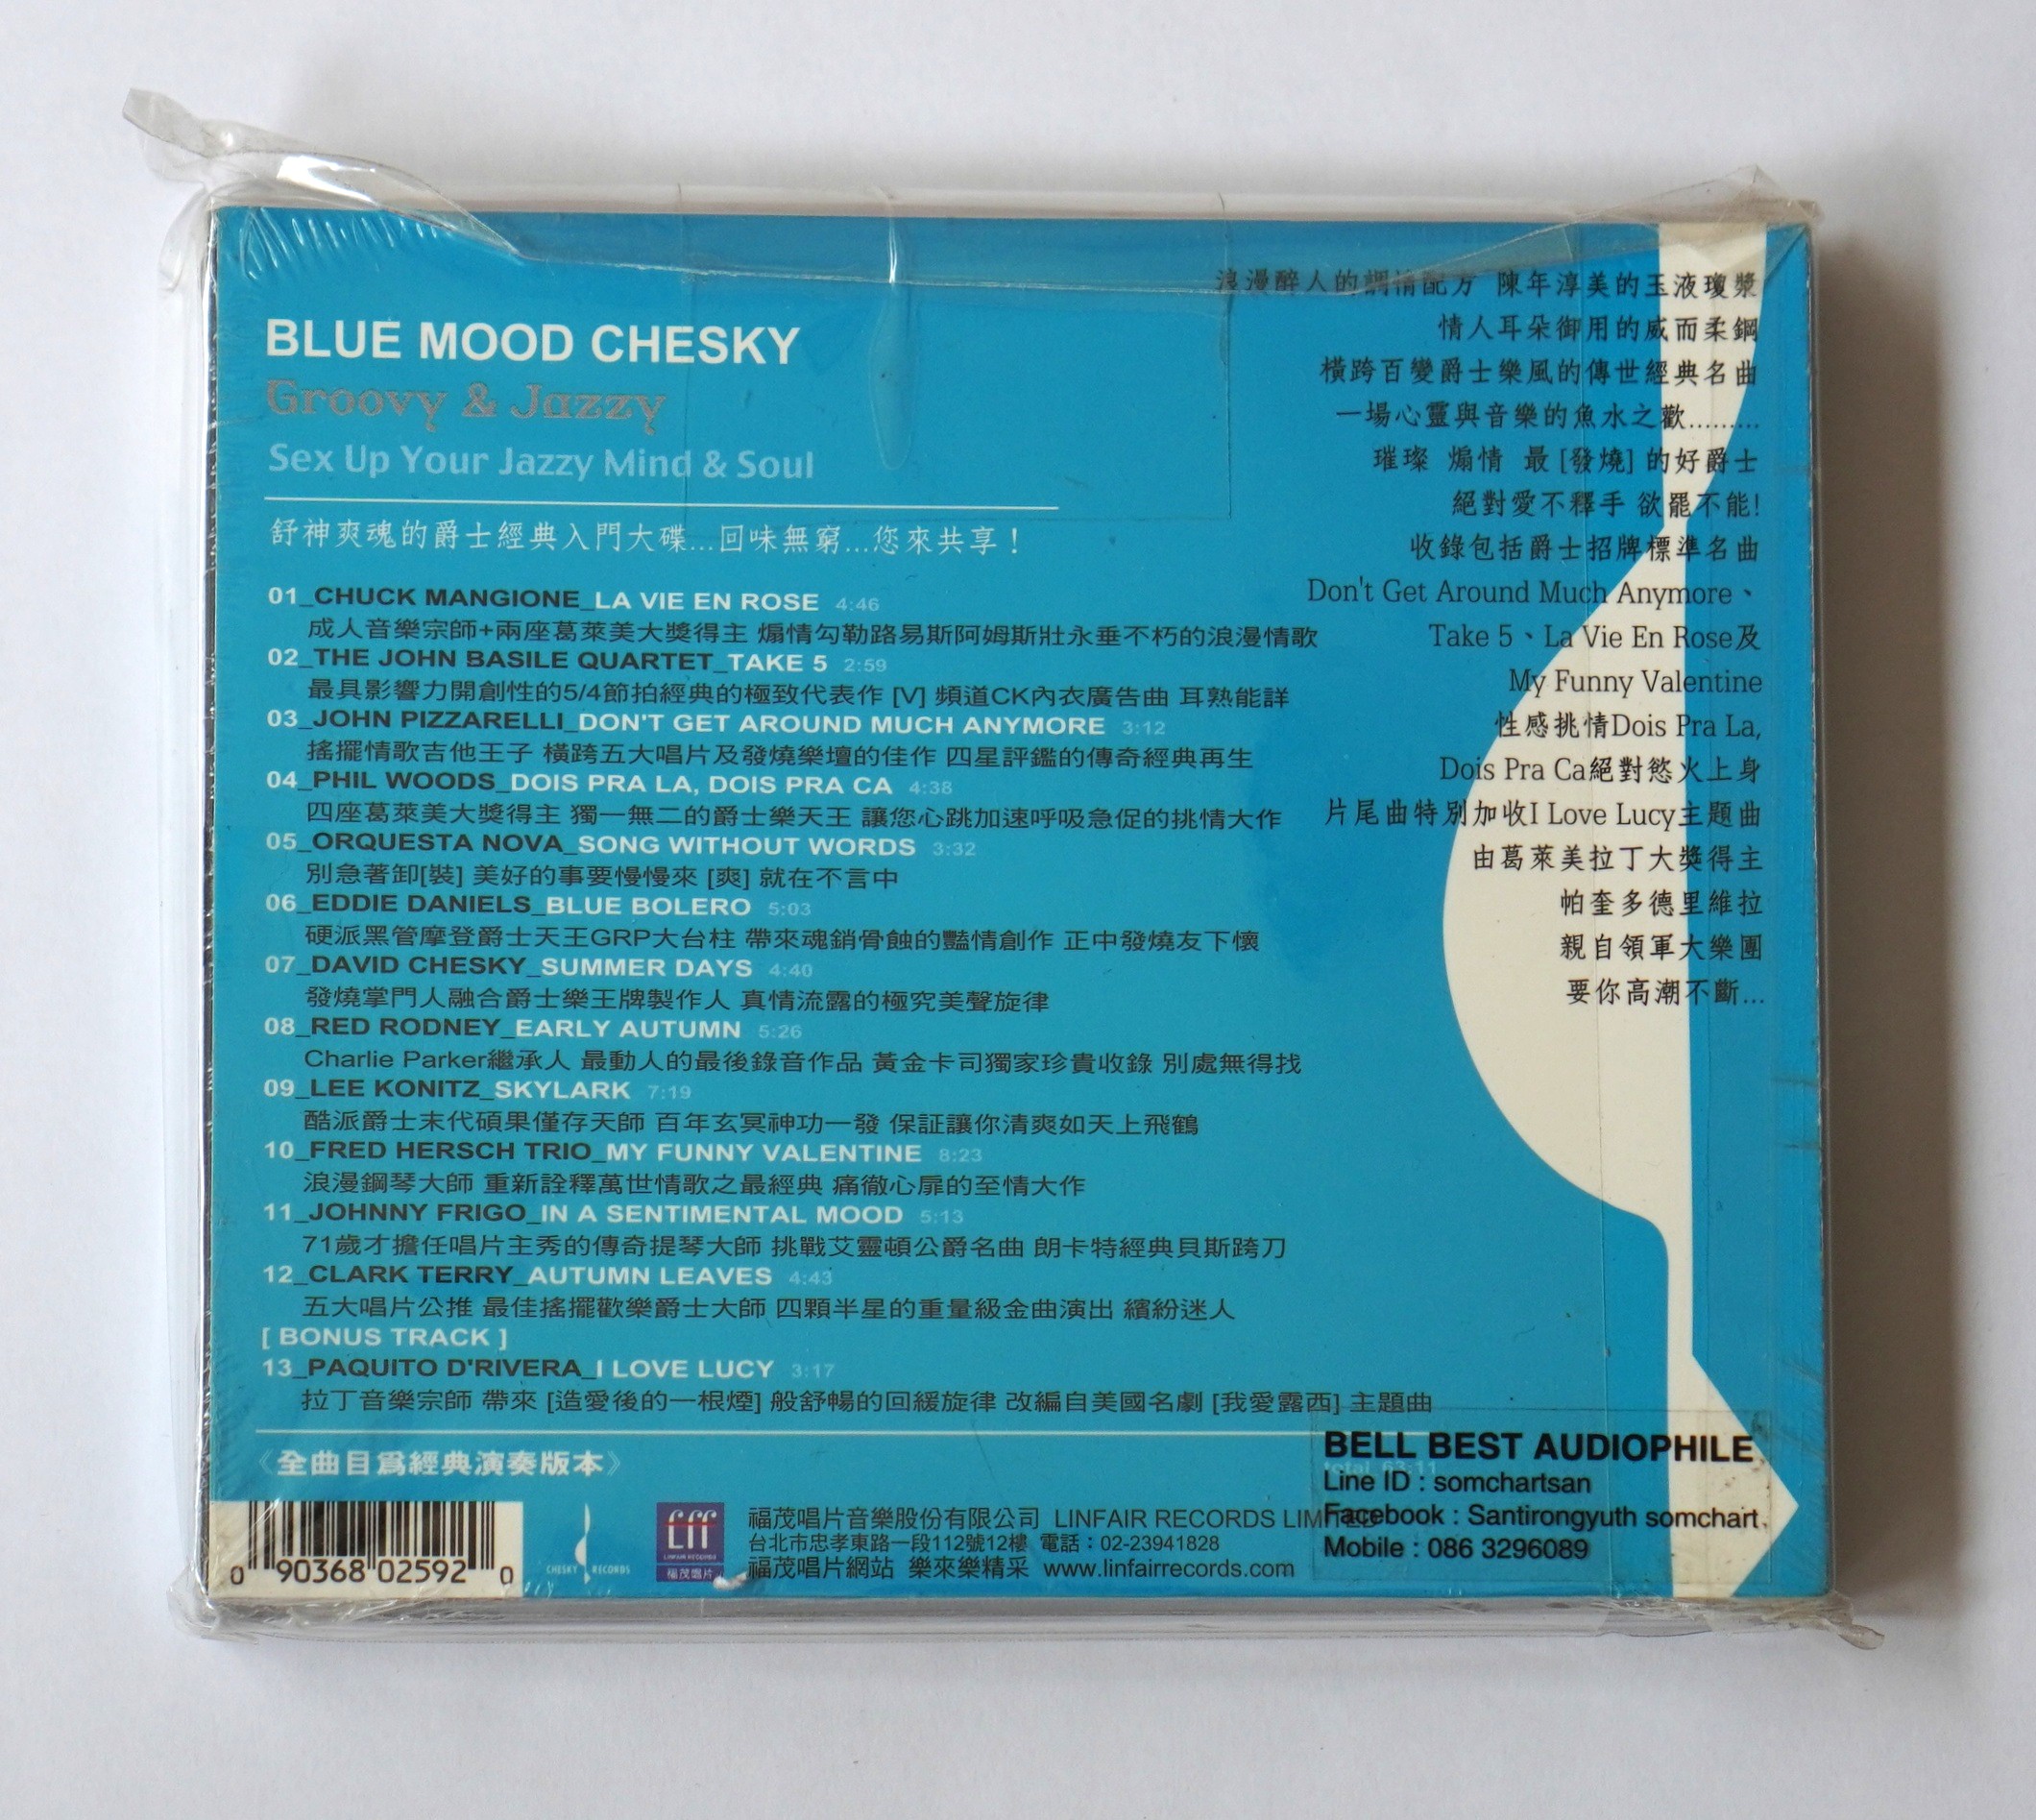 BLUE MOOD CHESKY
Groovy & Jazzy
Sex Up Your Jazzy Mind & Soul
舒神爽魂的爵士經典入門大碟...回味無窮...您來共享！
01_CHUCK MANGIONE_LA VIE EN ROSE 4:46
成人音樂宗師+兩座葛萊美大獎得主 煽情勾勒路易斯阿姆斯壯永垂不朽的浪漫情歌
02_THE JOHN BASILE QUARTET_TAKE 5 2:59
最具影響力開創性的5/4節拍經典的極致代表作 [V] 頻道CK內衣廣告曲 耳熟能詳
03_JOHN PIZZARELLI_DON'T GET AROUND MUCH ANYMORE 3:12
搖擺情歌吉他王子 橫跨五大唱片及發燒樂壇的佳作 四星評鑑的傳奇經典再生
04_PHIL WOODS_DOIS PRA LA, DOIS PRA CA 4:38
四座葛萊美大獎得主 獨一無二的爵士樂天王 讓您心跳加速呼吸急促的挑情大作
05_ORQUESTA NOVA_SONG WITHOUT WORDS 3:32
別急著卸[裝] 美好的事要慢慢來 [爽] 就在不言中
06_EDDIE DANIELS_BLUE BOLERO 5:03
硬派黑管摩登爵士天王GRP大台柱 帶來魂銷骨蝕的豔情創作 正中發燒友下懷
07_DAVID CHESKY_SUMMER DAYS 4:40
發燒掌門人融合爵士樂王牌製作人 真情流露的極究美聲旋律
08_RED RODNEY_EARLY AUTUMN 5:26
Charlie Parker繼承人 最動人的最後錄音作品 黃金卡司獨家珍貴收錄 別處無得找
09_LEE KONITZ_SKYLARK 7:19
酷派爵士末代碩果僅存天師 百年玄冥神功一發 保証讓你清爽如天上飛鶴
10_FRED HERSCH TRIO_MY FUNNY VALENTINE 8:23
浪漫鋼琴大師 重新詮釋萬世情歌之最經典 痛徹心扉的至情大作
11_JOHNNY FRIGO_IN A SENTIMENTAL MOOD 5:13
71歲才擔任唱片主秀的傳奇提琴大師 挑戰艾靈頓公爵名曲 朗卡特經典貝斯跨刀
12_CLARK TERRY_AUTUMN LEAVES 4:43
五大唱片公推 最佳搖擺歡樂爵士大師 四顆半星的重量級金曲演出 繽紛迷人
[ BONUS TRACK ]
13_PAQUITO D'RIVERA_I LOVE LUCY 3:17
拉丁音樂宗師 帶來 [造愛後的一根煙] 般舒暢的回緩旋律 改編自美國名劇 [我愛露西] 主題曲
total 63:11
《全曲目為經典演奏版本》
浪漫醉人的調情配方 陳年淳美的玉液瓊漿
情人耳朵御用的威而柔鋼
橫跨百變爵士樂風的傳世經典名曲
一場心靈與音樂的魚水之歡.........
璀璨 煽情 最 [發燒] 的好爵士
絕對愛不釋手 欲罷不能!
收錄包括爵士招牌標準名曲
Don't Get Around Much Anymore、
Take 5、La Vie En Rose及
My Funny Valentine
性感挑情Dois Pra La,
Dois Pra Ca絕對慾火上身
片尾曲特別加收I Love Lucy主題曲
由葛萊美拉丁大獎得主
帕奎多德里維拉
親自領軍大樂團
要你高潮不斷...
0 90368 02592 0
CHESKY RECORDS
Lff
LINFAIR RECORDS
福茂唱片
福茂唱片音樂股份有限公司 LINFAIR RECORDS LIMITED
台北市忠孝東路一段112號12樓 電話：02-23941828
福茂唱片網站 樂來樂精采 www.linfairrecords.com
BELL BEST AUDIOPHILE
Line ID : somchartsan
Facebook : Santirongyuth somchart
Mobile : 086 3296089